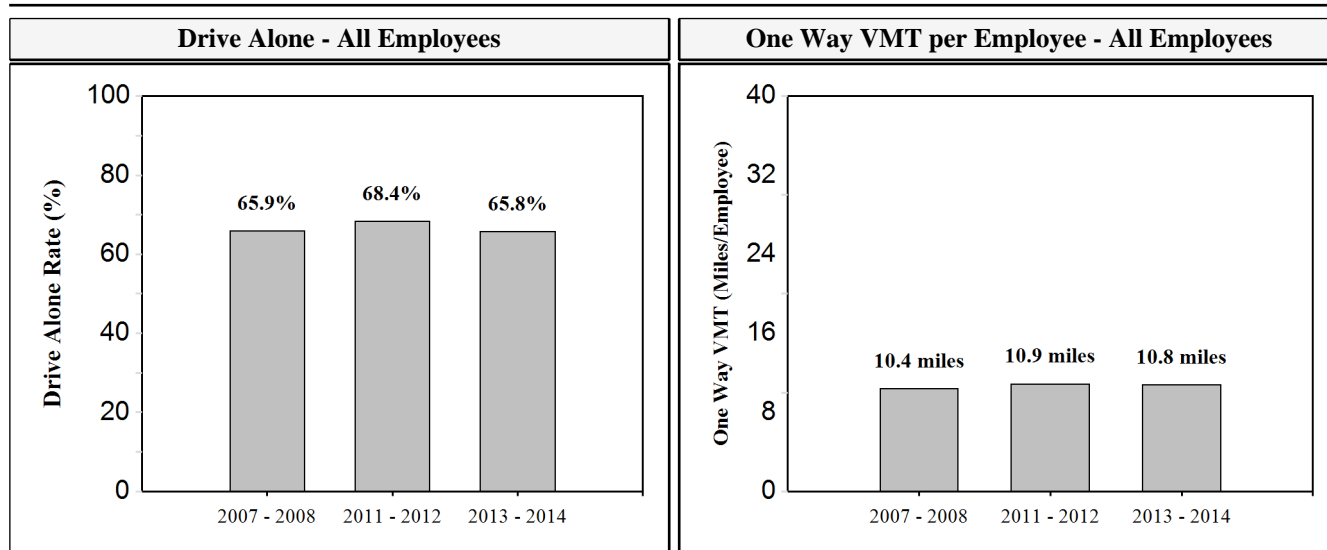 Drive Alone - All Employees
Drive Alone Rate (%)
100
80
60
40
20
0
65.9%
68.4%
65.8%
2007 - 2008
2011 - 2012
2013 - 2014
One Way VMT per Employee - All Employees
One Way VMT (Miles/Employee)
40
32
24
16
8
0
10.4 miles
10.9 miles
10.8 miles
2007 - 2008
2011 - 2012
2013 - 2014